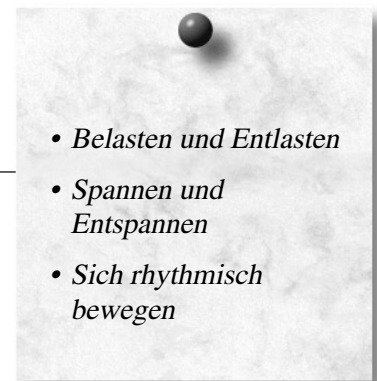 • Belasten und Entlasten
• Spannen und
Entspannen
• Sich rhythmisch
bewegen